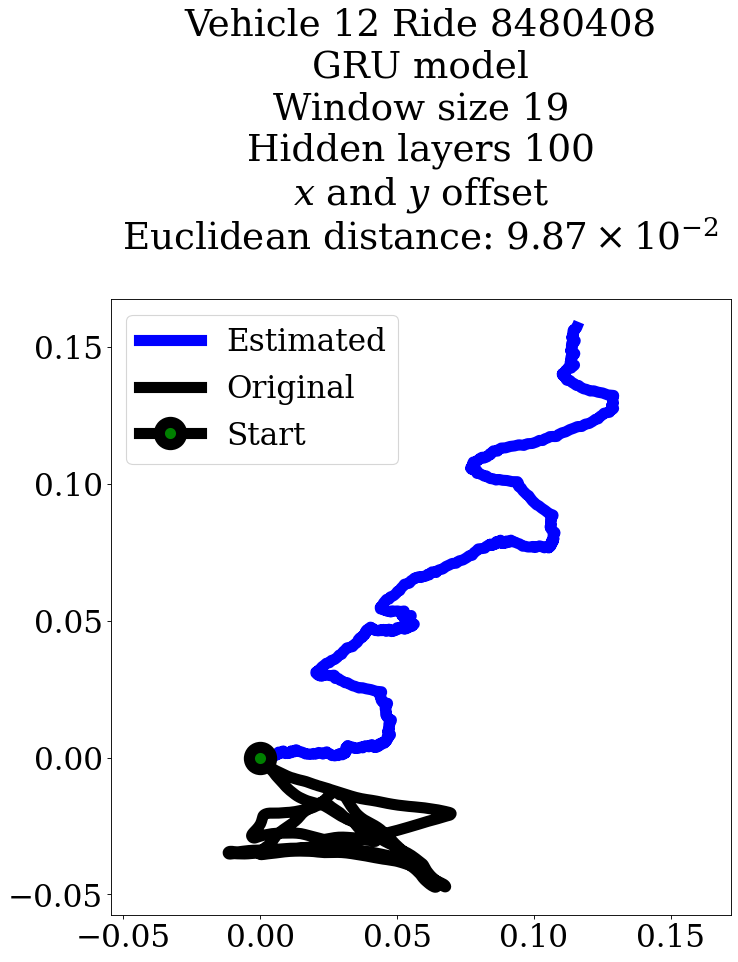 Vehicle 12 Ride 8480408
GRU model
Window size 19
Hidden layers 100
x and y offset
Euclidean distance: 9.87 × 10⁻²
Estimated
Original
Start
0.15
0.10
0.05
0.00
−0.05
−0.05 0.00 0.05 0.10 0.15